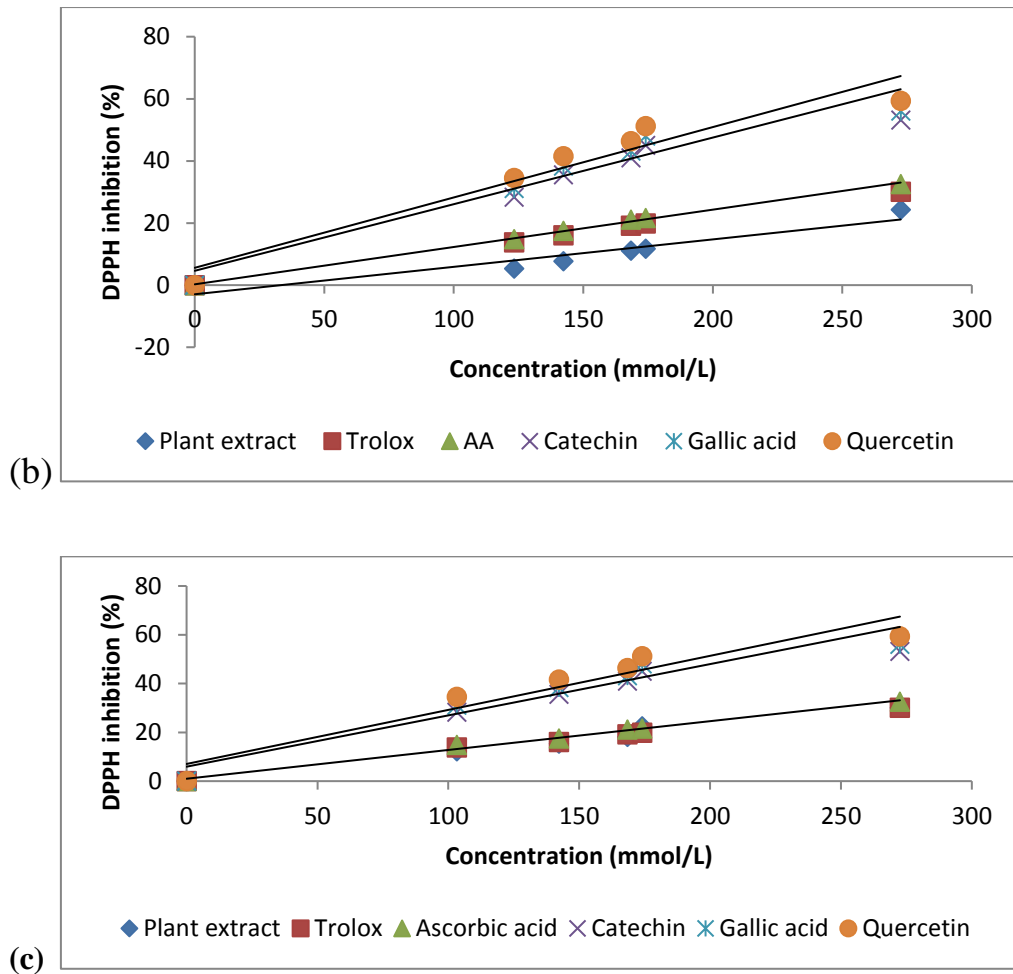 80
60
40
20
0
-20
DPPH inhibition (%)
0 50 100 150 200 250 300
Concentration (mmol/L)
Plant extract Trolox AA Catechin Gallic acid Quercetin
(b)
80
60
40
20
0
DPPH inhibition (%)
0 50 100 150 200 250 300
Concentration (mmol/L)
Plant extract Trolox Ascorbic acid Catechin Gallic acid Quercetin
(c)